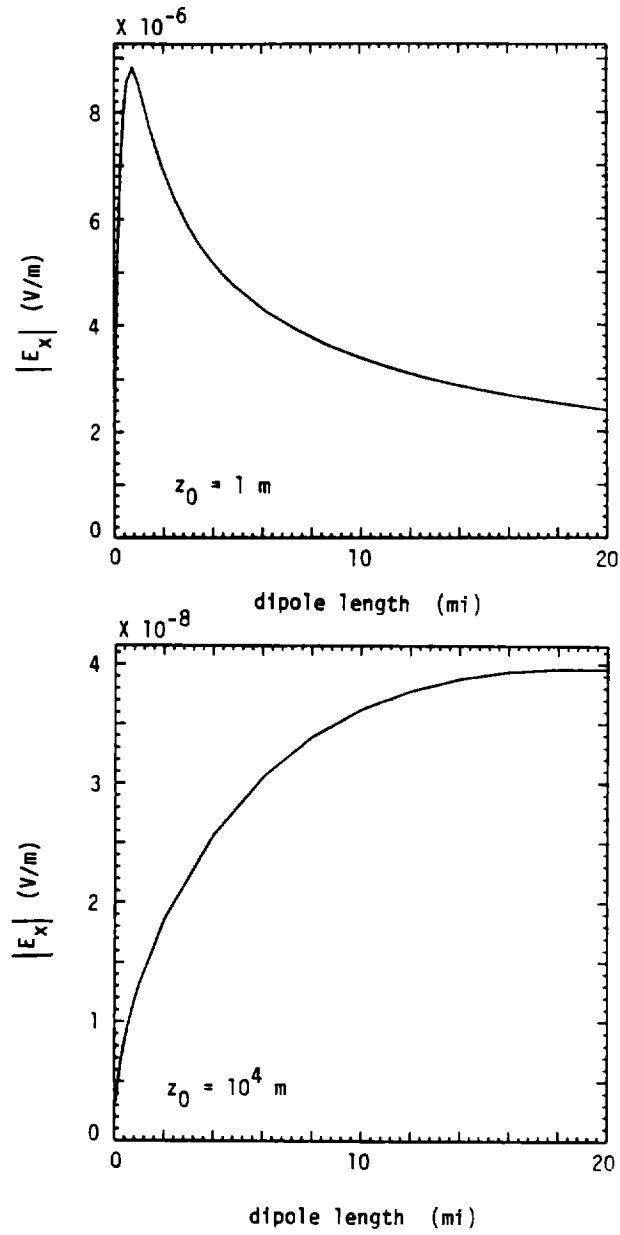 X 10^-6
8
6
4
2
0
|E_x| (V/m)
z_0 = 1 m
0 10 20
dipole length (mi)
X 10^-8
4
3
2
1
0
|E_x| (V/m)
z_0 = 10^4 m
0 10 20
dipole length (mi)